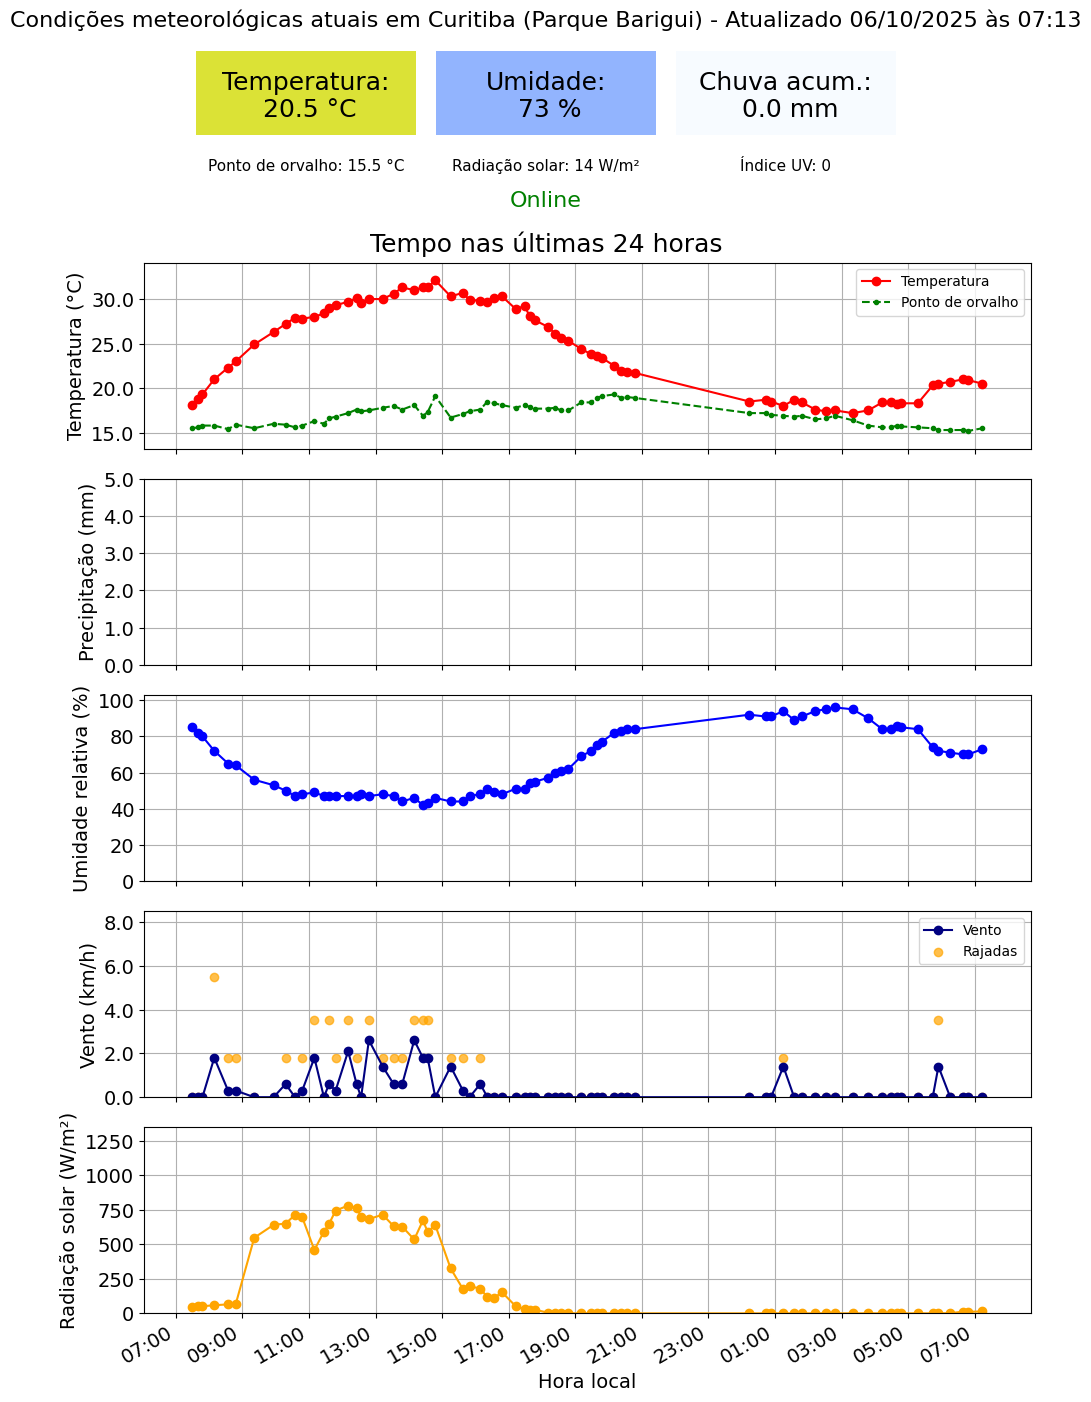 Condições meteorológicas atuais em Curitiba (Parque Barigui) - Atualizado 06/10/2025 às 07:13
Temperatura:
20.5 °C
Umidade:
73 %
Chuva acum.:
0.0 mm
Ponto de orvalho: 15.5 °C
Radiação solar: 14 W/m²
Índice UV: 0
Online
Tempo nas últimas 24 horas
Temperatura (°C)
30.0
25.0
20.0
15.0
Temperatura
Ponto de orvalho
Precipitação (mm)
5.0
4.0
3.0
2.0
1.0
0.0
Umidade relativa (%)
100
80
60
40
20
0
Vento (km/h)
8.0
6.0
4.0
2.0
0.0
Vento
Rajadas
Radiação solar (W/m²)
1250
1000
750
500
250
0
07:00
09:00
11:00
13:00
15:00
17:00
19:00
21:00
23:00
01:00
03:00
05:00
07:00
Hora local